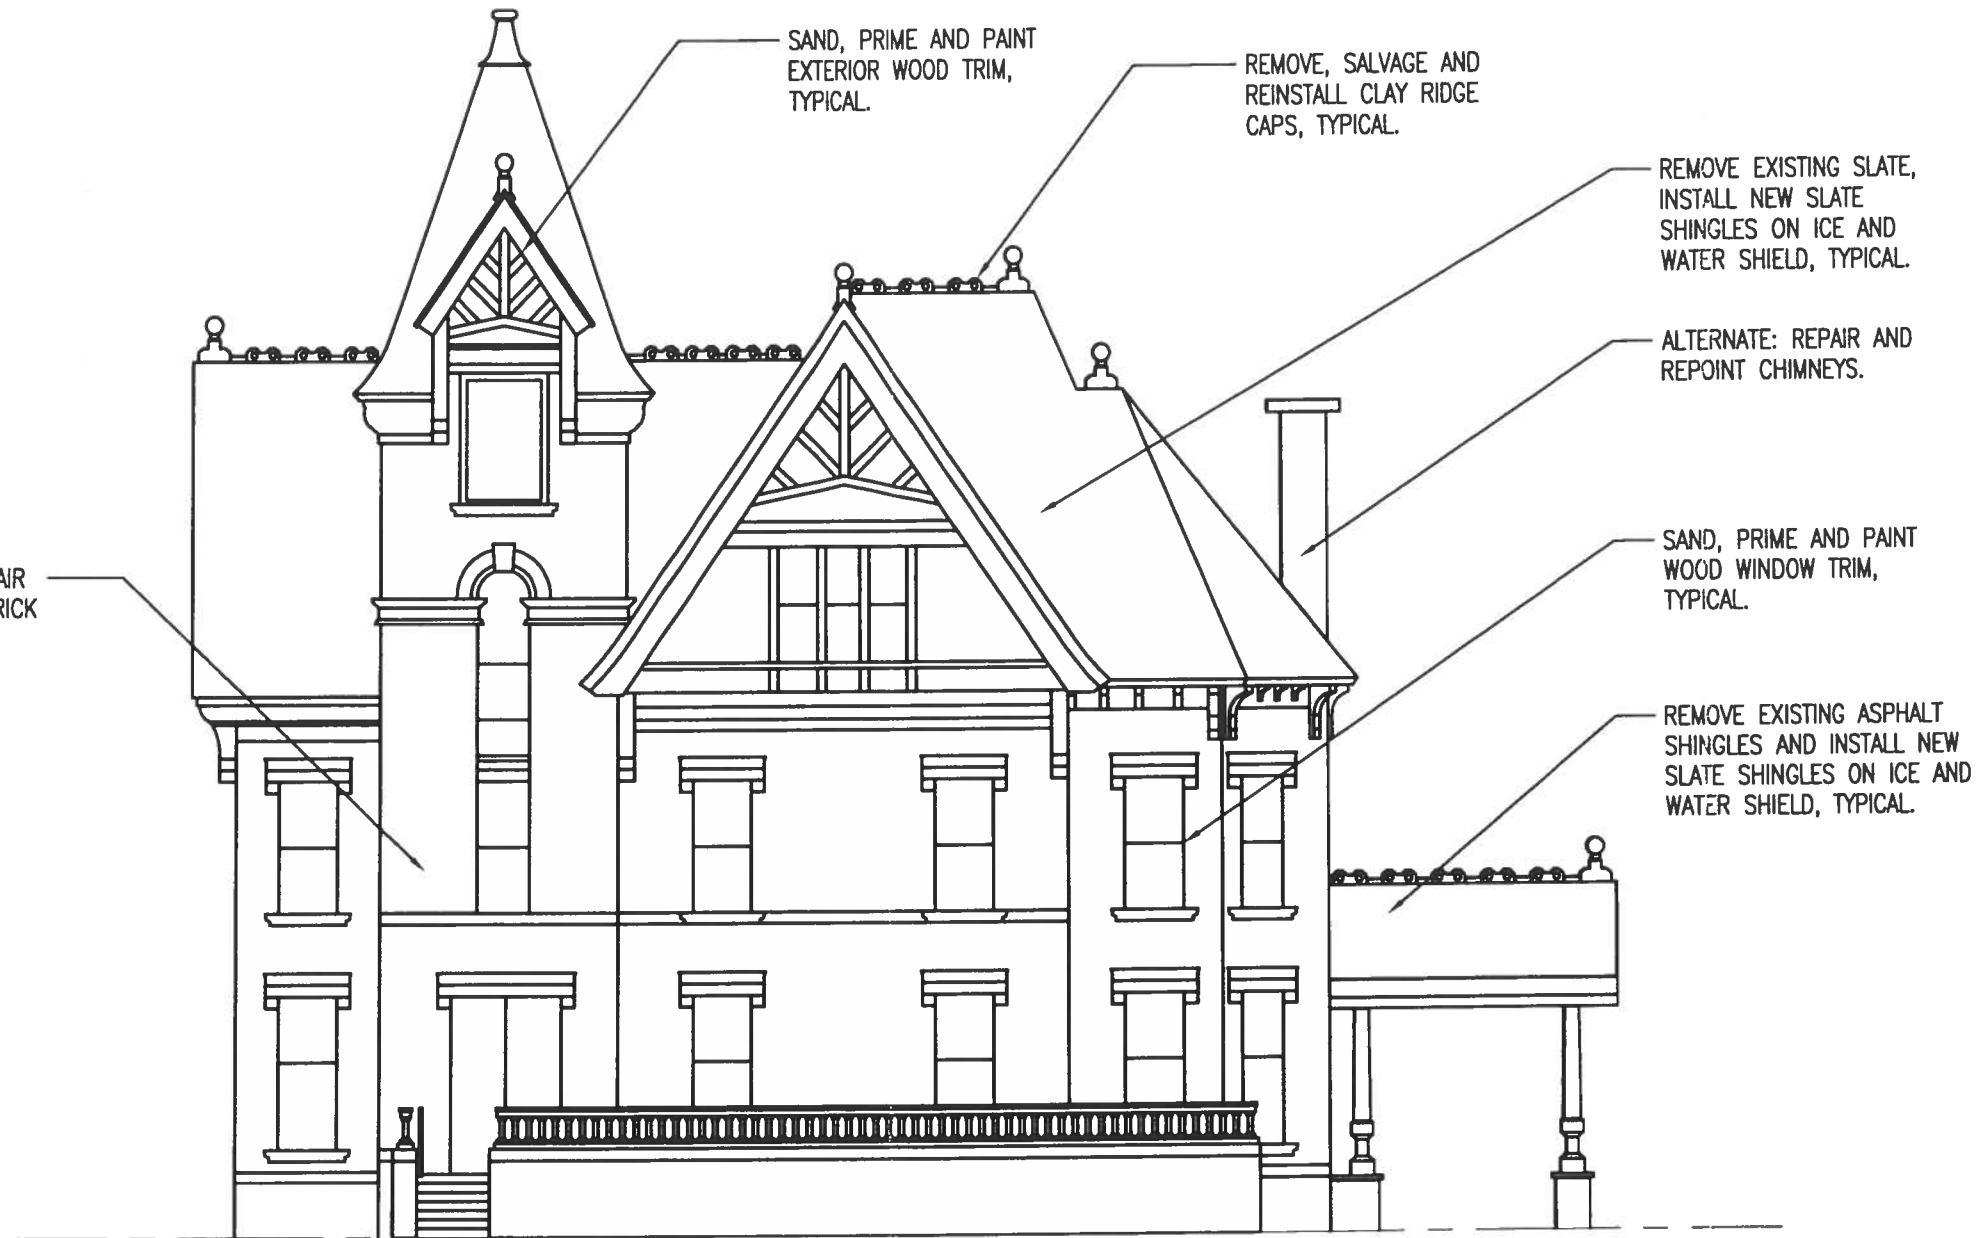 SAND, PRIME AND PAINT
EXTERIOR WOOD TRIM,
TYPICAL.
REMOVE, SALVAGE AND
REINSTALL CLAY RIDGE
CAPS, TYPICAL.
REMOVE EXISTING SLATE,
INSTALL NEW SLATE
SHINGLES ON ICE AND
WATER SHIELD, TYPICAL.
ALTERNATE: REPAIR AND
REPOINT CHIMNEYS.
SAND, PRIME AND PAINT
WOOD WINDOW TRIM,
TYPICAL.
AIR
RICK
REMOVE EXISTING ASPHALT
SHINGLES AND INSTALL NEW
SLATE SHINGLES ON ICE AND
WATER SHIELD, TYPICAL.